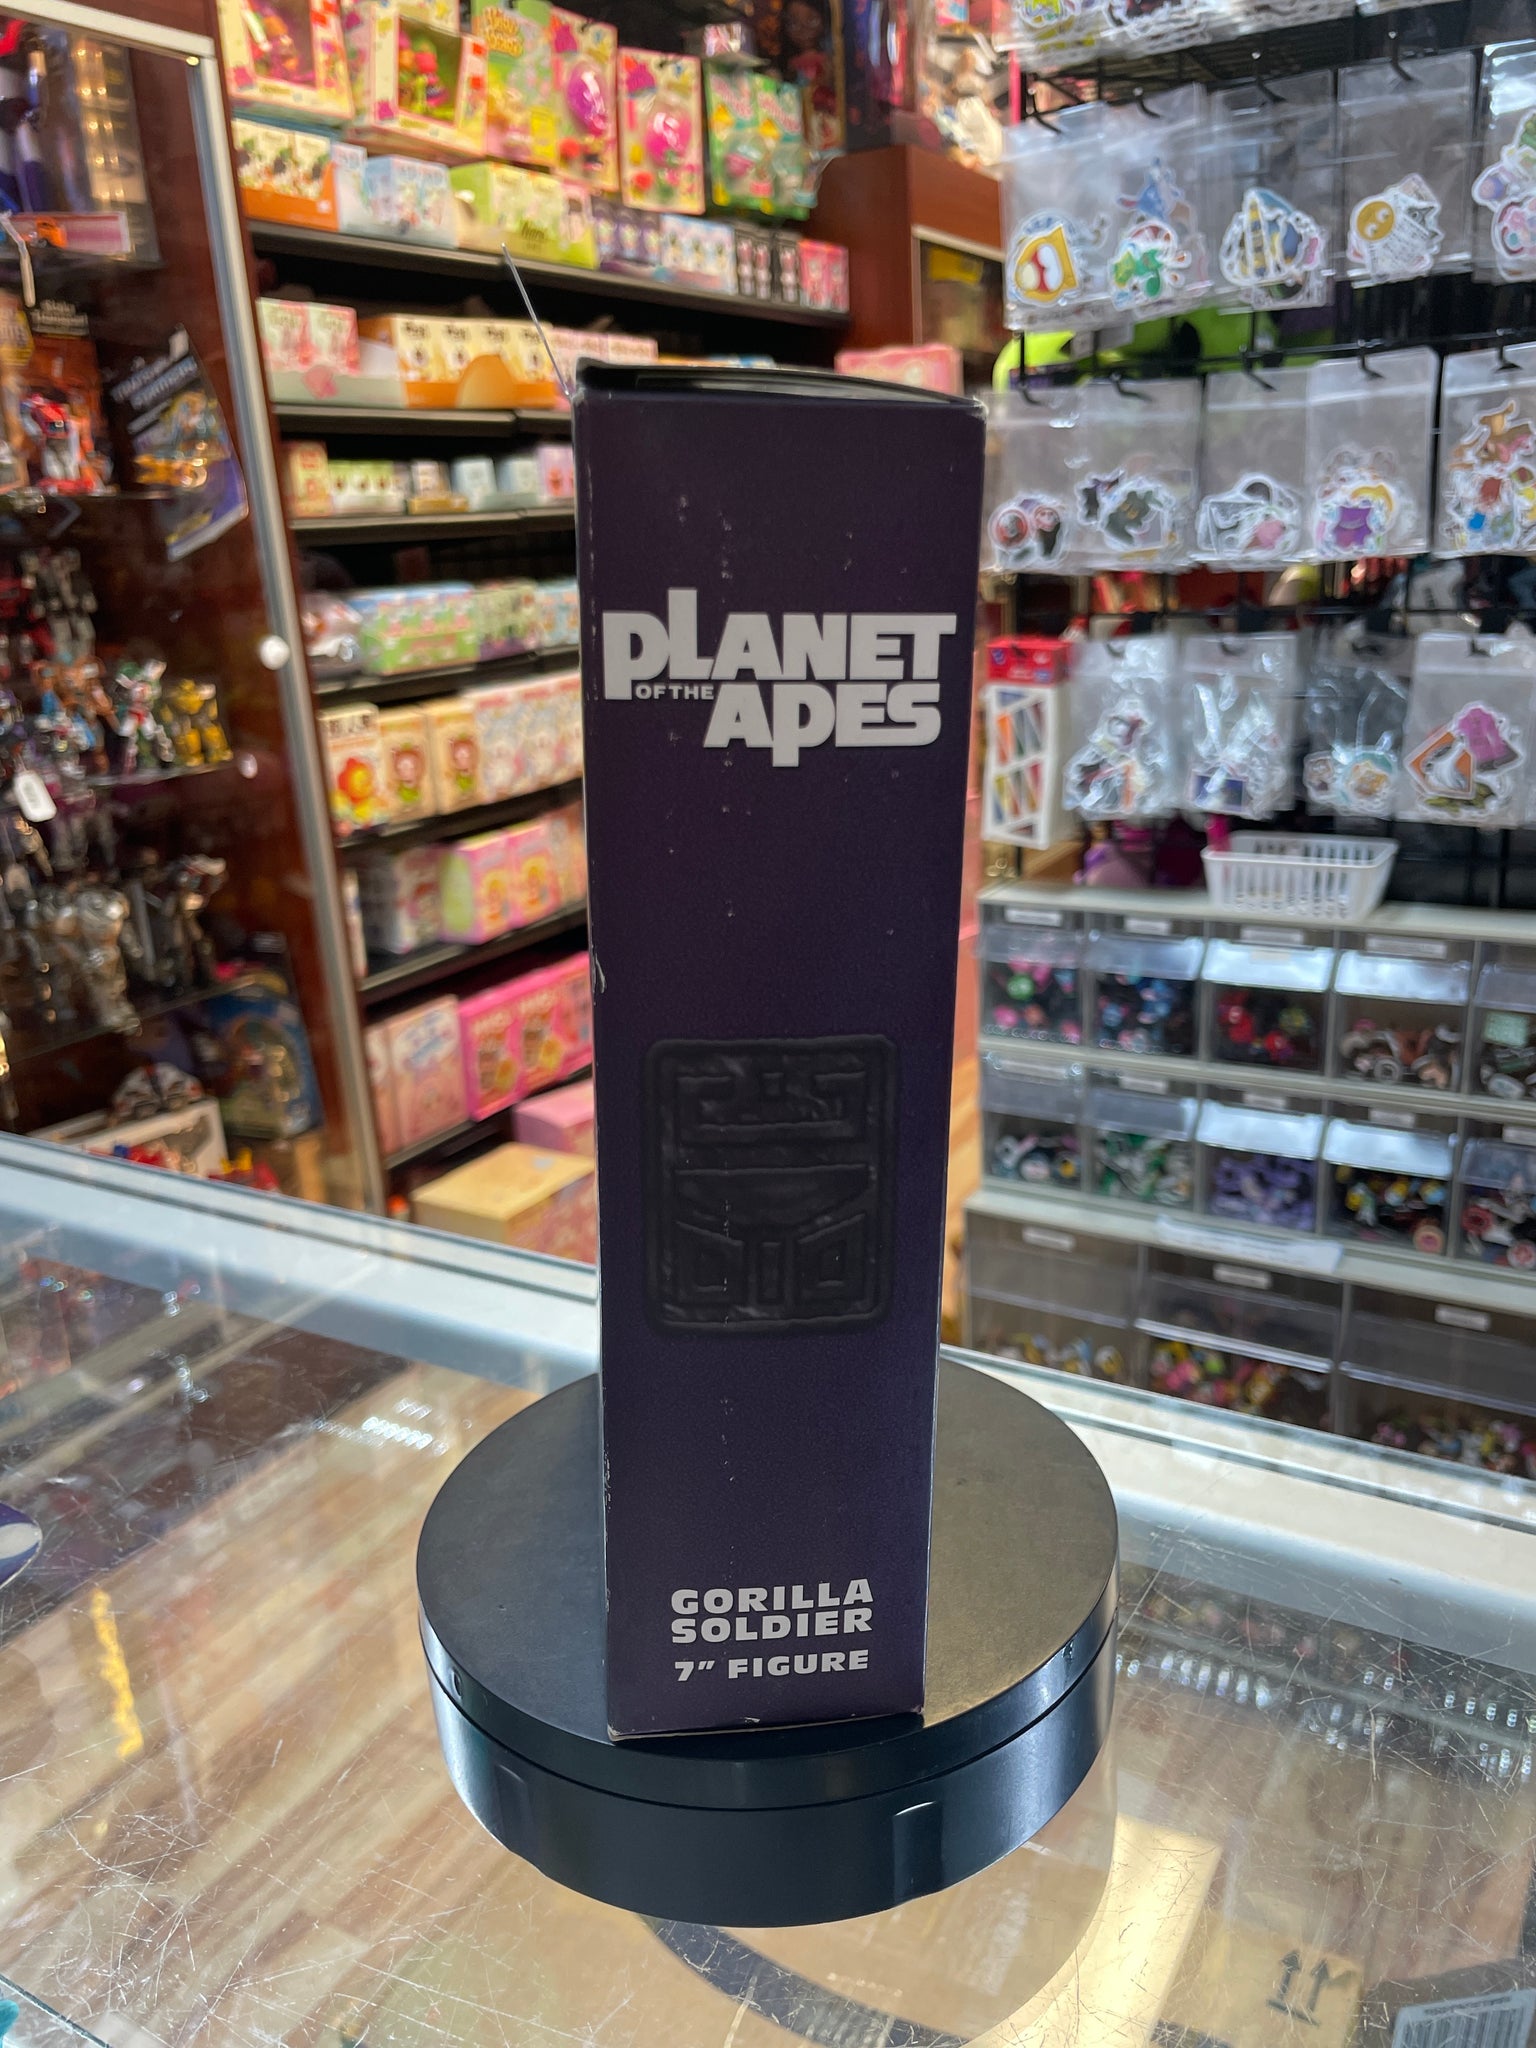 PLANET
OF THE APES
GORILLA
SOLDIER
7" FIGURE